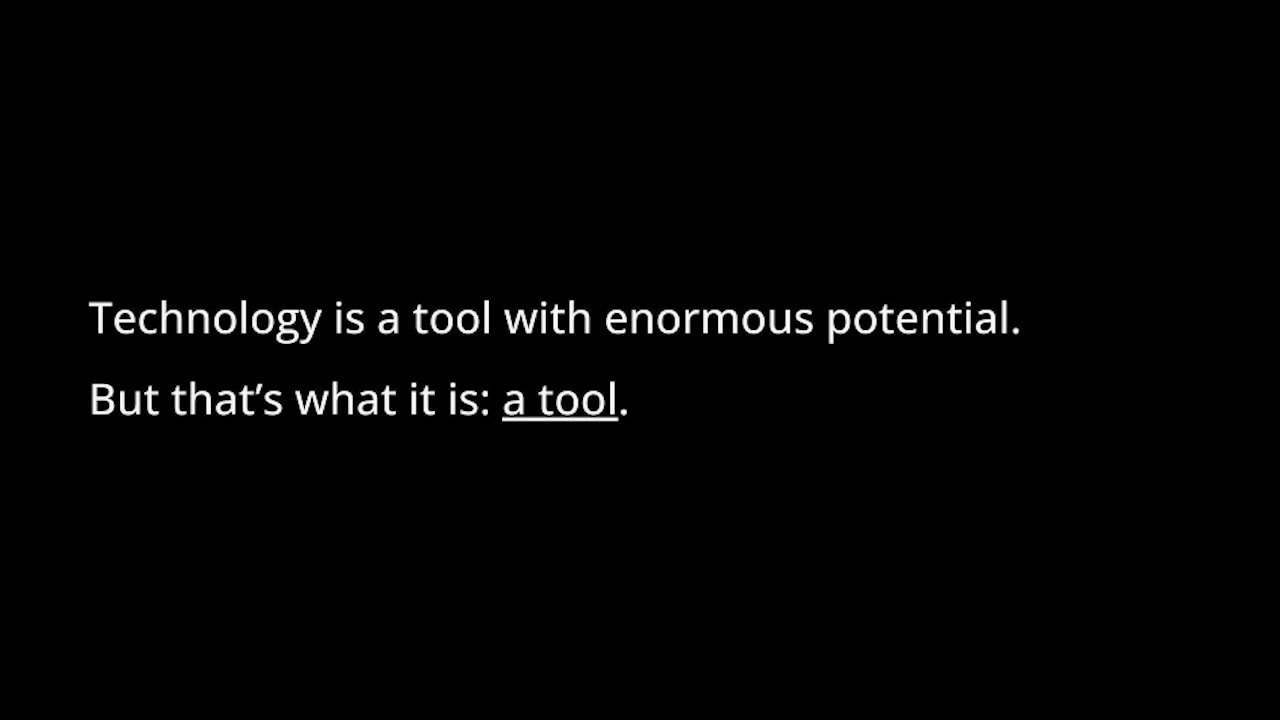 Technology is a tool with enormous potential.
But that’s what it is: a tool.